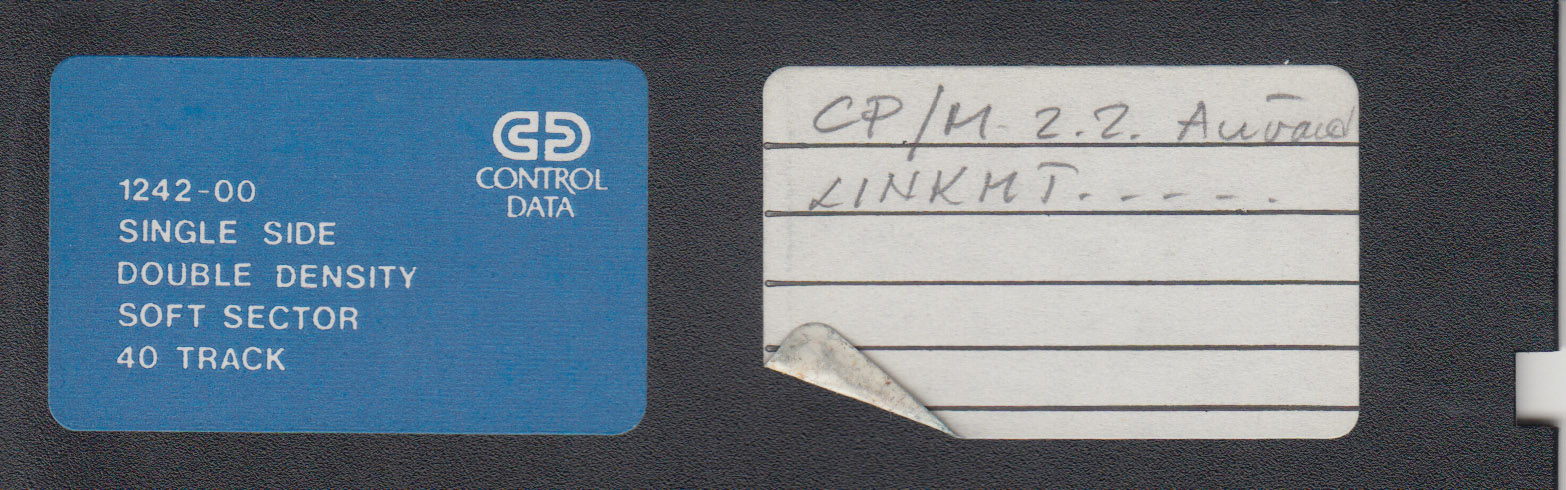 1242-00
SINGLE SIDE
DOUBLE DENSITY
SOFT SECTOR
40 TRACK
CONTROL
DATA
CP/M 2.2.
LINKMT.----.